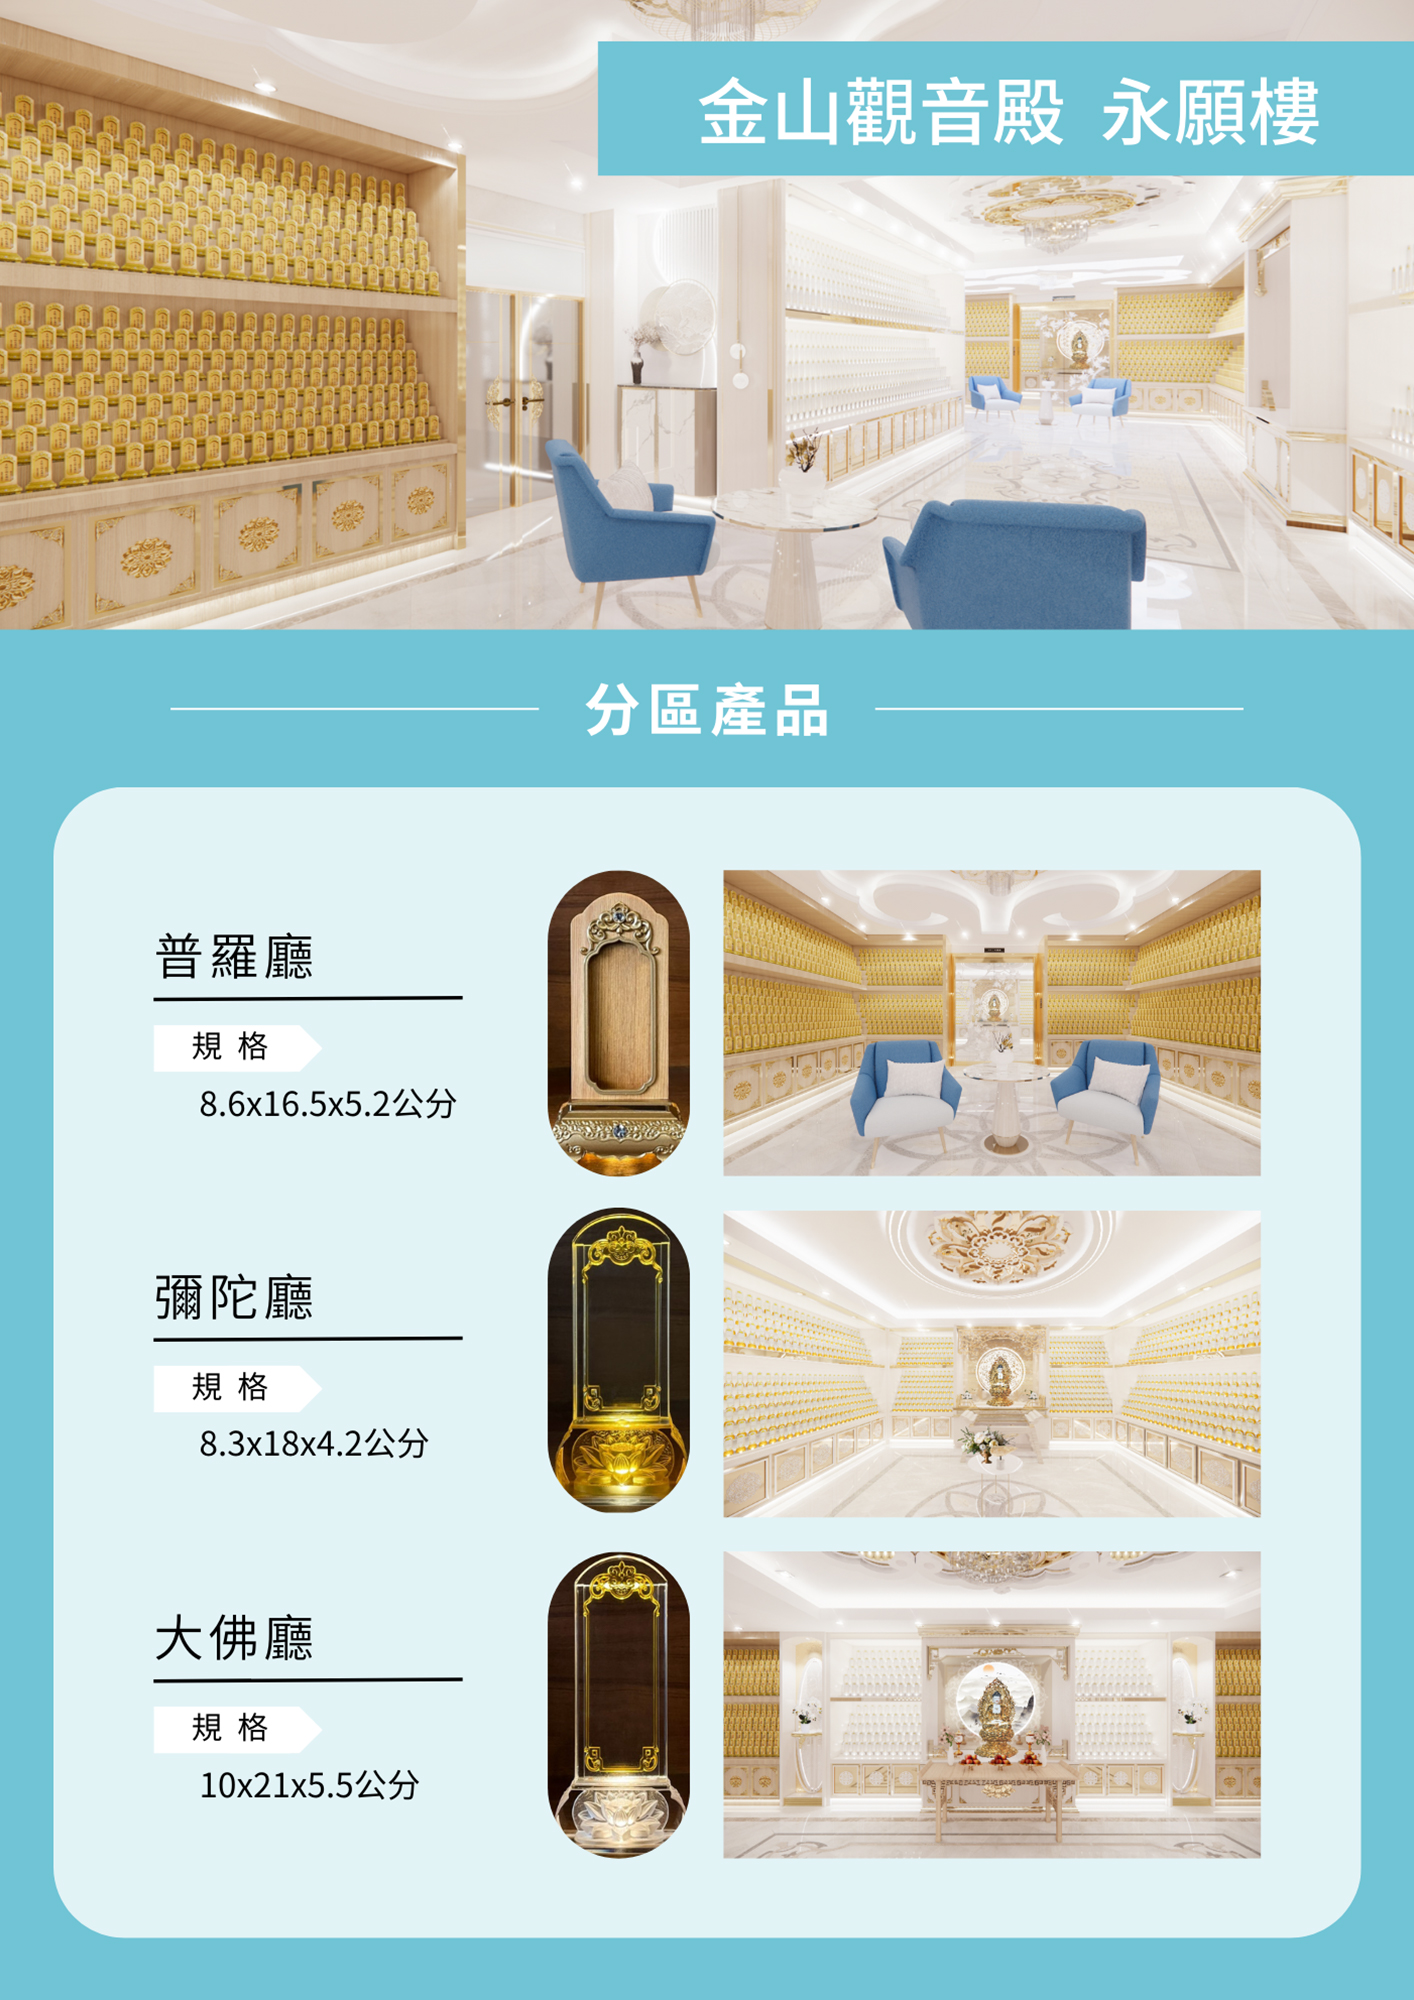 金山觀音殿 永願樓
分區產品
普羅廳
規格
8.6x16.5x5.2公分
彌陀廳
規格
8.3x18x4.2公分
大佛廳
規格
10x21x5.5公分